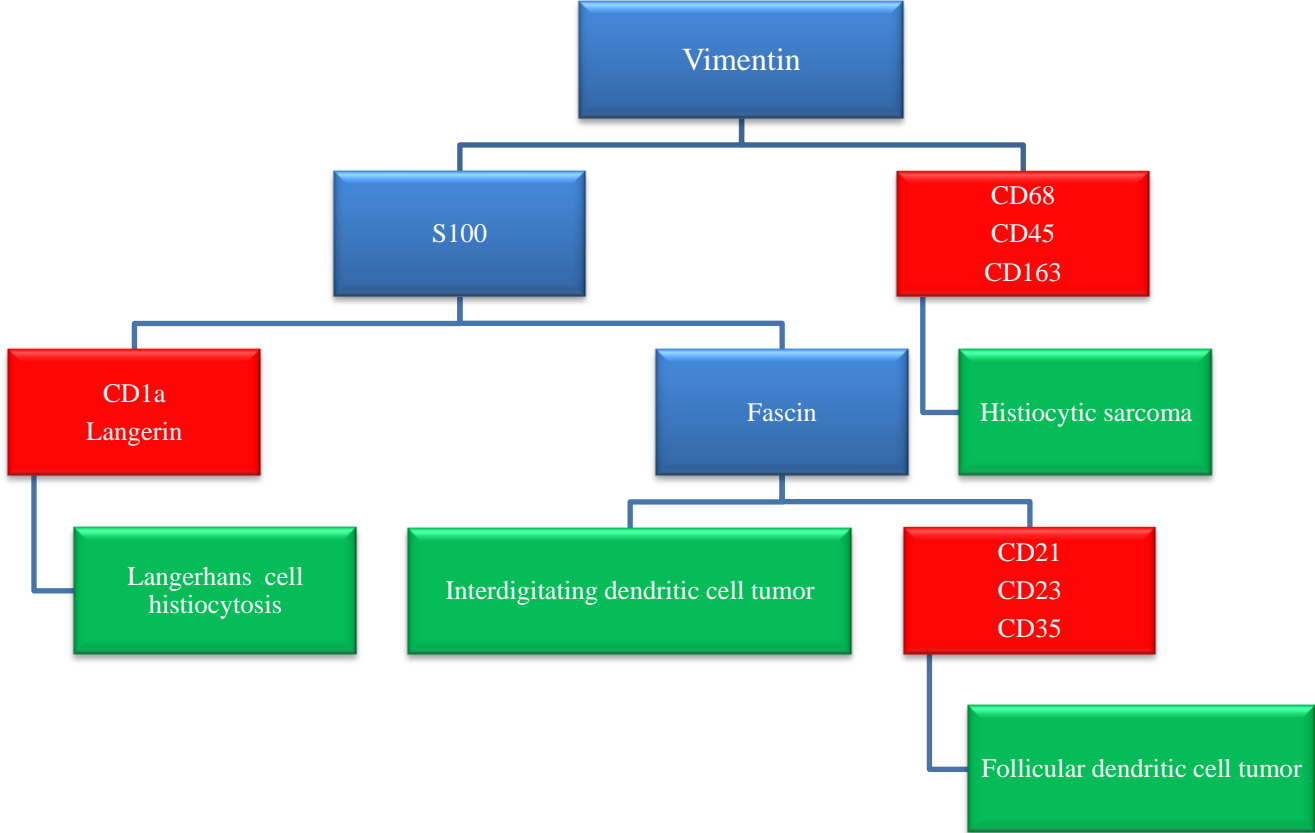 Vimentin
S100
CD68
CD45
CD163
CD1a
Langerin
Fascin
Histiocytic sarcoma
Langerhans cell
histiocytosis
Interdigitating dendritic cell tumor
CD21
CD23
CD35
Follicular dendritic cell tumor